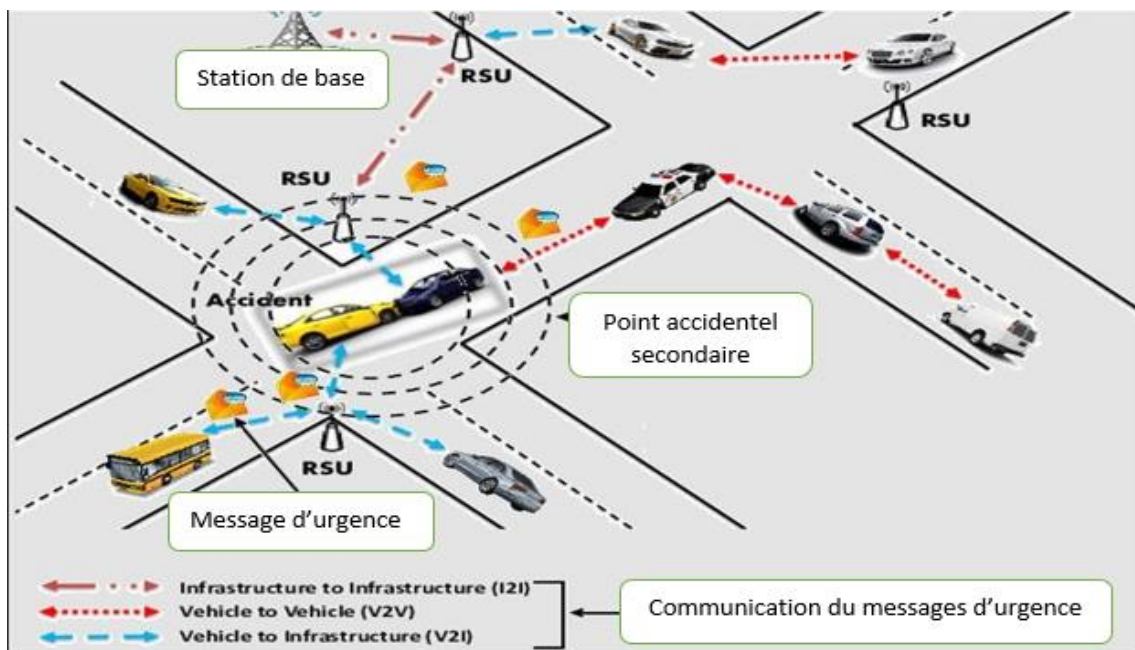 Station de base
RSU
RSU
RSU
Accident
Point accidentel
secondaire
RSU
Message d'urgence
Infrastructure to Infrastructure (I2I)
Vehicle to Vehicle (V2V)
Vehicle to Infrastructure (V2I)
Communication du messages d'urgence